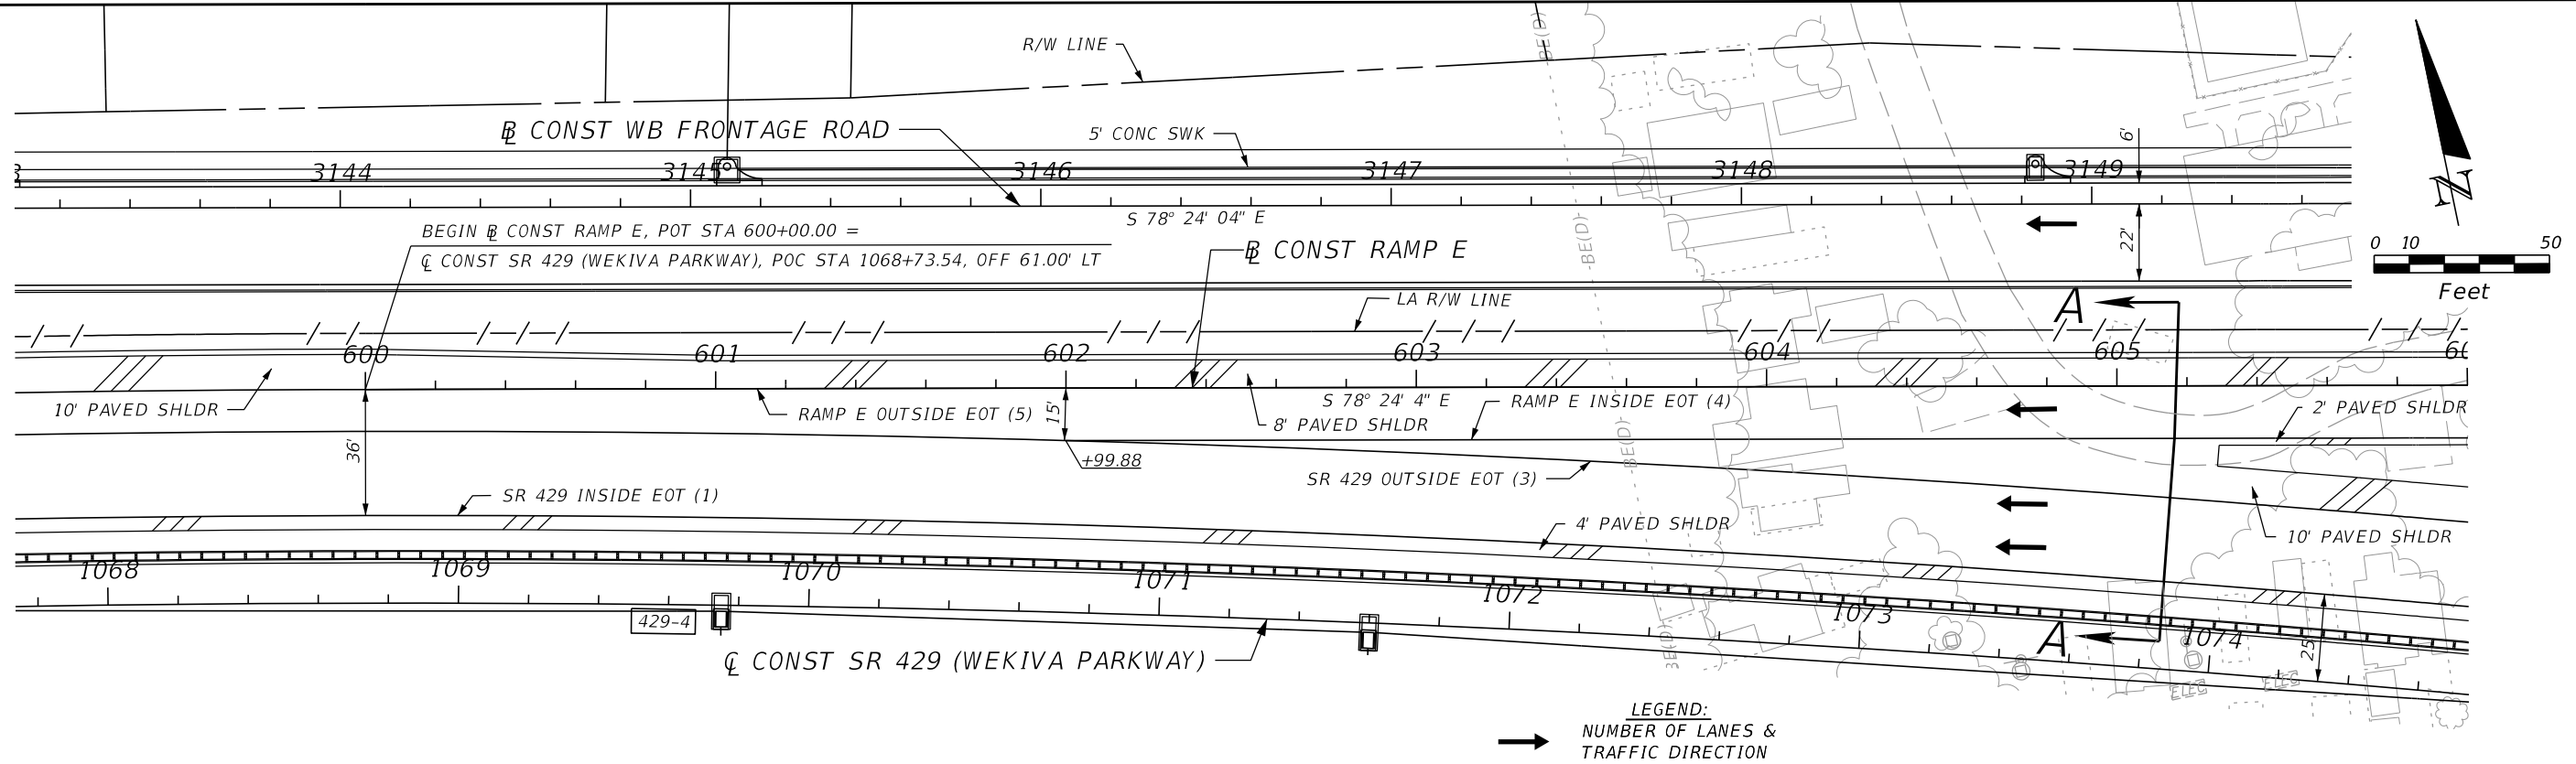 R/W LINE
BE(D)
℄ CONST WB FRONTAGE ROAD
5' CONC SWK
6'
3144
3145
3146
3147
3148
3149
N
S 78° 24' 04" E
BEGIN ℄ CONST RAMP E, POT STA 600+00.00 =
℄ CONST SR 429 (WEKIVA PARKWAY), POC STA 1068+73.54, OFF 61.00' LT
℄ CONST RAMP E
BE(D)
22'
0 10 50
Feet
LA R/W LINE
A
600
601
602
603
604
605
10' PAVED SHLDR
RAMP E OUTSIDE EOT (5)
15'
8' PAVED SHLDR
S 78° 24' 4" E
RAMP E INSIDE EOT (4)
2' PAVED SHLDR
36'
+99.88
SR 429 OUTSIDE EOT (3)
BE(D)
SR 429 INSIDE EOT (1)
4' PAVED SHLDR
10' PAVED SHLDR
1068
1069
1070
1071
1072
1073
1074
429-4
A
25'
BE(D)
ELEC
ELEC
℄ CONST SR 429 (WEKIVA PARKWAY)
LEGEND:
NUMBER OF LANES &
TRAFFIC DIRECTION